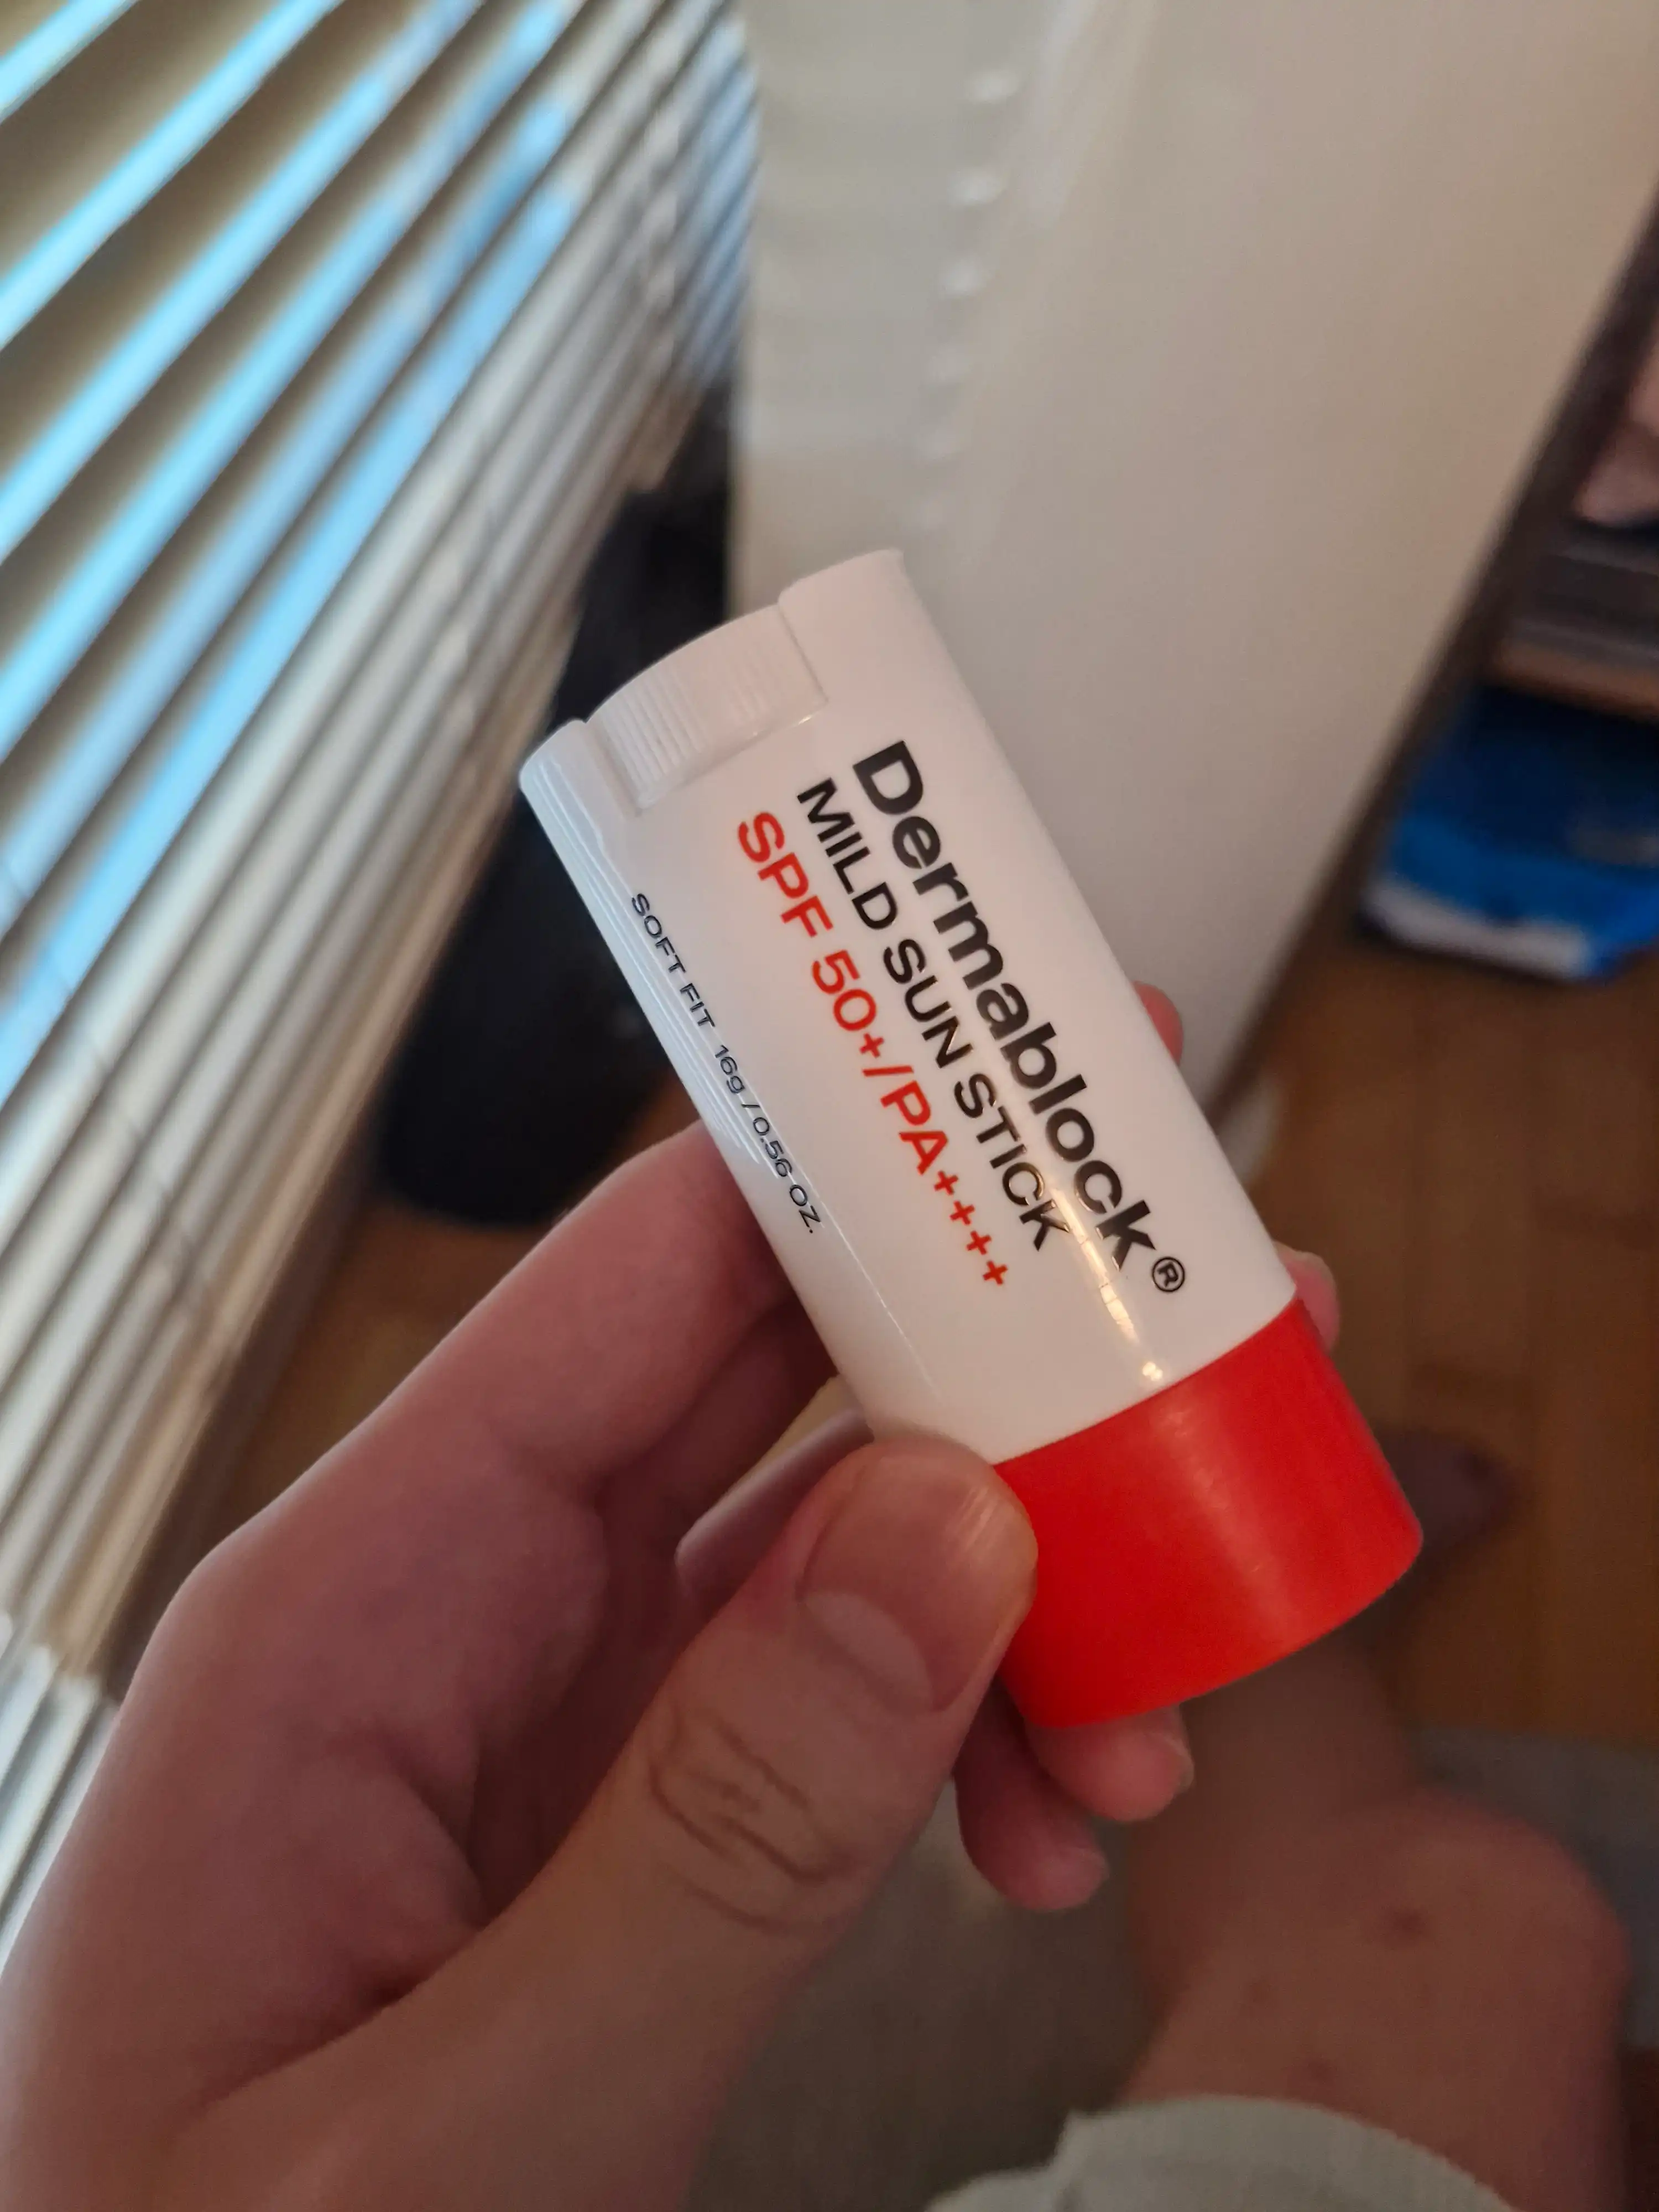 Dermablock®
MILD SUN STICK
SPF 50+/PA++++
SOFT FIT 16g / 0.56 OZ.